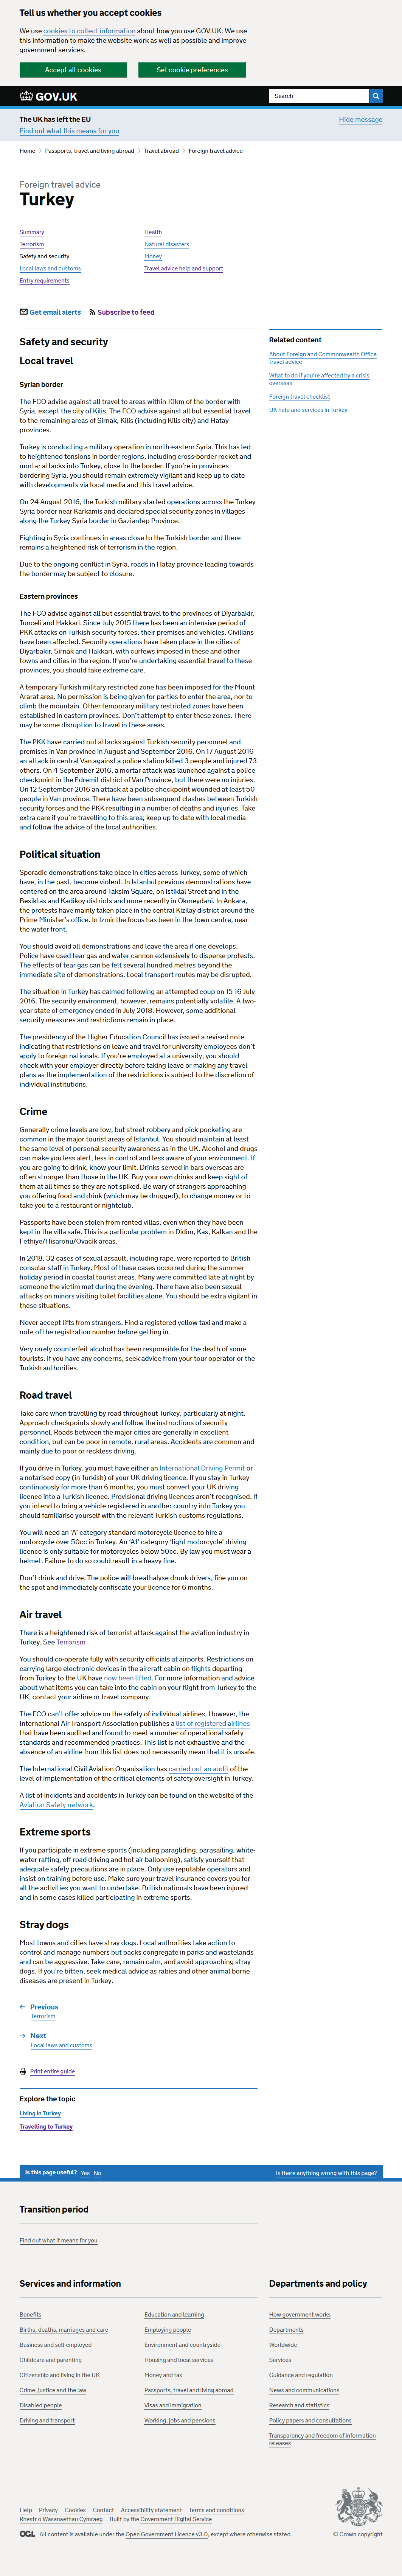 Tell us whether you accept cookies
We use cookies to collect information about how you use GOV.UK. We use
this information to make the website work as well as possible and improve
government services.
Accept all cookies
Set cookie preferences
GOV.UK
Search
The UK has left the EU
Hide message
Find out what this means for you
Home > Passports, travel and living abroad > Travel abroad > Foreign travel advice
Foreign travel advice
Turkey
Summary
Terrorism
Safety and security
Local laws and customs
Entry requirements
Health
Natural disasters
Money
Travel advice help and support
Get email alerts
Subscribe to feed
Safety and security
Local travel
Syrian border
The FCO advise against all travel to areas within 10km of the border with
Syria, except the city of Kilis. The FCO advise against all but essential travel
to the remaining areas of Sirnak, Kilis (including Kilis city) and Hatay
provinces.
Turkey is conducting a military operation in north-eastern Syria. This has led
to heightened tensions in border regions, including cross-border rocket and
mortar attacks into Turkey, close to the border. If you're in provinces
bordering Syria, you should remain extremely vigilant and keep up to date
with developments via local media and this travel advice.
On 24 August 2016, the Turkish military started operations across the Turkey-
Syria border near Karkamis and declared special security zones in villages
along the Turkey-Syria border in Gaziantep Province.
Fighting in Syria continues in areas close to the Turkish border and there
remains a heightened risk of terrorism in the region.
Due to the ongoing conflict in Syria, roads in Hatay province leading towards
the border may be subject to closure.
Eastern provinces
The FCO advise against all but essential travel to the provinces of Diyarbakir,
Tunceli and Hakkari. Since July 2015 there has been an intensive period of
PKK attacks on Turkish security forces, their premises and vehicles. Civilians
have been affected. Security operations have taken place in the cities of
Diyarbakir, Sirnak and Hakkari, with curfews imposed in these and other
towns and cities in the region. If you're undertaking essential travel to these
provinces, you should take extreme care.
A temporary Turkish military restricted zone has been imposed for the Mount
Ararat area. No permission is being given for parties to enter the area, nor to
climb the mountain. Other temporary military restricted zones have been
established in eastern provinces. Don't attempt to enter these zones. There
may be some disruption to travel in these areas.
The PKK have carried out attacks against Turkish security personnel and
premises in Van province in August and September 2016. On 17 August 2016
an attack in central Van against a police station killed 3 people and injured 73
others. On 4 September 2016, a mortar attack was launched against a police
checkpoint in the Edremit district of Van Province, but there were no injuries.
On 12 September 2016 an attack at a police checkpoint wounded at least 50
people in Van province. There have been subsequent clashes between Turkish
security forces and the PKK resulting in a number of deaths and injuries. Take
extra care if you're travelling to this area; keep up to date with local media
and follow the advice of the local authorities.
Political situation
Sporadic demonstrations take place in cities across Turkey, some of which
have, in the past, become violent. In Istanbul previous demonstrations have
centered on the area around Taksim Square, on Istiklal Street and in the
Besiktas and Kadikoy districts and more recently in Okmeydani. In Ankara,
the protests have mainly taken place in the central Kizilay district around the
Prime Minister's office. In Izmir the focus has been in the town centre, near
the water front.
You should avoid all demonstrations and leave the area if one develops.
Police have used tear gas and water cannon extensively to disperse protests.
The effects of tear gas can be felt several hundred metres beyond the
immediate site of demonstrations. Local transport routes may be disrupted.
The situation in Turkey has calmed following an attempted coup on 15-16 July
2016. The security environment, however, remains potentially volatile. A two-
year state of emergency ended in July 2018. However, some additional
security measures and restrictions remain in place.
The presidency of the Higher Education Council has issued a revised note
indicating that restrictions on leave and travel for university employees don't
apply to foreign nationals. If you're employed at a university, you should
check with your employer directly before taking leave or making any travel
plans as the implementation of the restrictions is subject to the discretion of
individual institutions.
Crime
Generally crime levels are low, but street robbery and pick-pocketing are
common in the major tourist areas of Istanbul. You should maintain at least
the same level of personal security awareness as in the UK. Alcohol and drugs
can make you less alert, less in control and less aware of your environment. If
you are going to drink, know your limit. Drinks served in bars overseas are
often stronger than those in the UK. Buy your own drinks and keep sight of
them at all times so they are not spiked. Be wary of strangers approaching
you offering food and drink (which may be drugged), to change money or to
take you to a restaurant or nightclub.
Passports have been stolen from rented villas, even when they have been
kept in the villa safe. This is a particular problem in Didim, Kas, Kalkan and the
Fethiye/Hisaronu/Ovacik areas.
In 2018, 32 cases of sexual assault, including rape, were reported to British
consular staff in Turkey. Most of these cases occurred during the summer
holiday period in coastal tourist areas. Many were committed late at night by
someone the victim met during the evening. There have also been sexual
attacks on minors visiting toilet facilities alone. You should be extra vigilant in
these situations.
Never accept lifts from strangers. Find a registered yellow taxi and make a
note of the registration number before getting in.
Very rarely counterfeit alcohol has been responsible for the death of some
tourists. If you have any concerns, seek advice from your tour operator or the
Turkish authorities.
Road travel
Take care when travelling by road throughout Turkey, particularly at night.
Approach checkpoints slowly and follow the instructions of security
personnel. Roads between the major cities are generally in excellent
condition, but can be poor in remote, rural areas. Accidents are common and
mainly due to poor or reckless driving.
If you drive in Turkey, you must have either an International Driving Permit or
a notarised copy (in Turkish) of your UK driving licence. If you stay in Turkey
continuously for more than 6 months, you must convert your UK driving
licence into a Turkish licence. Provisional driving licences aren't recognised. If
you intend to bring a vehicle registered in another country into Turkey you
should familiarise yourself with the relevant Turkish customs regulations.
You will need an 'A' category standard motorcycle licence to hire a
motorcycle over 50cc in Turkey. An 'A1' category 'light motorcycle' driving
licence is only suitable for motorcycles below 50cc. By law you must wear a
helmet. Failure to do so could result in a heavy fine.
Don't drink and drive. The police will breathalyse drunk drivers, fine you on
the spot and immediately confiscate your licence for 6 months.
Air travel
There is a heightened risk of terrorist attack against the aviation industry in
Turkey. See Terrorism
You should co-operate fully with security officials at airports. Restrictions on
carrying large electronic devices in the aircraft cabin on flights departing
from Turkey to the UK have now been lifted. For more information and advice
about what items you can take into the cabin on your flight from Turkey to the
UK, contact your airline or travel company.
The FCO can't offer advice on the safety of individual airlines. However, the
International Air Transport Association publishes a list of registered airlines
that have been audited and found to meet a number of operational safety
standards and recommended practices. This list is not exhaustive and the
absence of an airline from this list does not necessarily mean that it is unsafe.
The International Civil Aviation Organisation has carried out an audit of the
level of implementation of the critical elements of safety oversight in Turkey.
A list of incidents and accidents in Turkey can be found on the website of the
Aviation Safety network.
Extreme sports
If you participate in extreme sports (including paragliding, parasailing, white-
water rafting, off-road driving and hot air ballooning), satisfy yourself that
adequate safety precautions are in place. Only use reputable operators and
insist on training before use. Make sure your travel insurance covers you for
all the activities you want to undertake. British nationals have been injured
and in some cases killed participating in extreme sports.
Stray dogs
Most towns and cities have stray dogs. Local authorities take action to
control and manage numbers but packs congregate in parks and wastelands
and can be aggressive. Take care, remain calm, and avoid approaching stray
dogs. If you're bitten, seek medical advice as rabies and other animal borne
diseases are present in Turkey.
Previous
Terrorism
Next
Local laws and customs
Print entire guide
Related content
About Foreign and Commonwealth Office
travel advice
What to do if you're affected by a crisis
overseas
Foreign travel checklist
UK help and services in Turkey
Explore the topic
Living in Turkey
Travelling to Turkey
Is this page useful? Yes No
Is there anything wrong with this page?
Transition period
Find out what it means for you
Services and information
Benefits
Births, deaths, marriages and care
Business and self-employed
Childcare and parenting
Citizenship and living in the UK
Crime, justice and the law
Disabled people
Driving and transport
Education and learning
Employing people
Environment and countryside
Housing and local services
Money and tax
Passports, travel and living abroad
Visas and immigration
Working, jobs and pensions
Departments and policy
How government works
Departments
Worldwide
Services
Guidance and regulation
News and communications
Research and statistics
Policy papers and consultations
Transparency and freedom of information
releases
Help Privacy Cookies Contact Accessibility statement Terms and conditions
Rhestr o Wasanaethau Cymraeg Built by the Government Digital Service
OGL All content is available under the Open Government Licence v3.0, except where otherwise stated
© Crown copyright